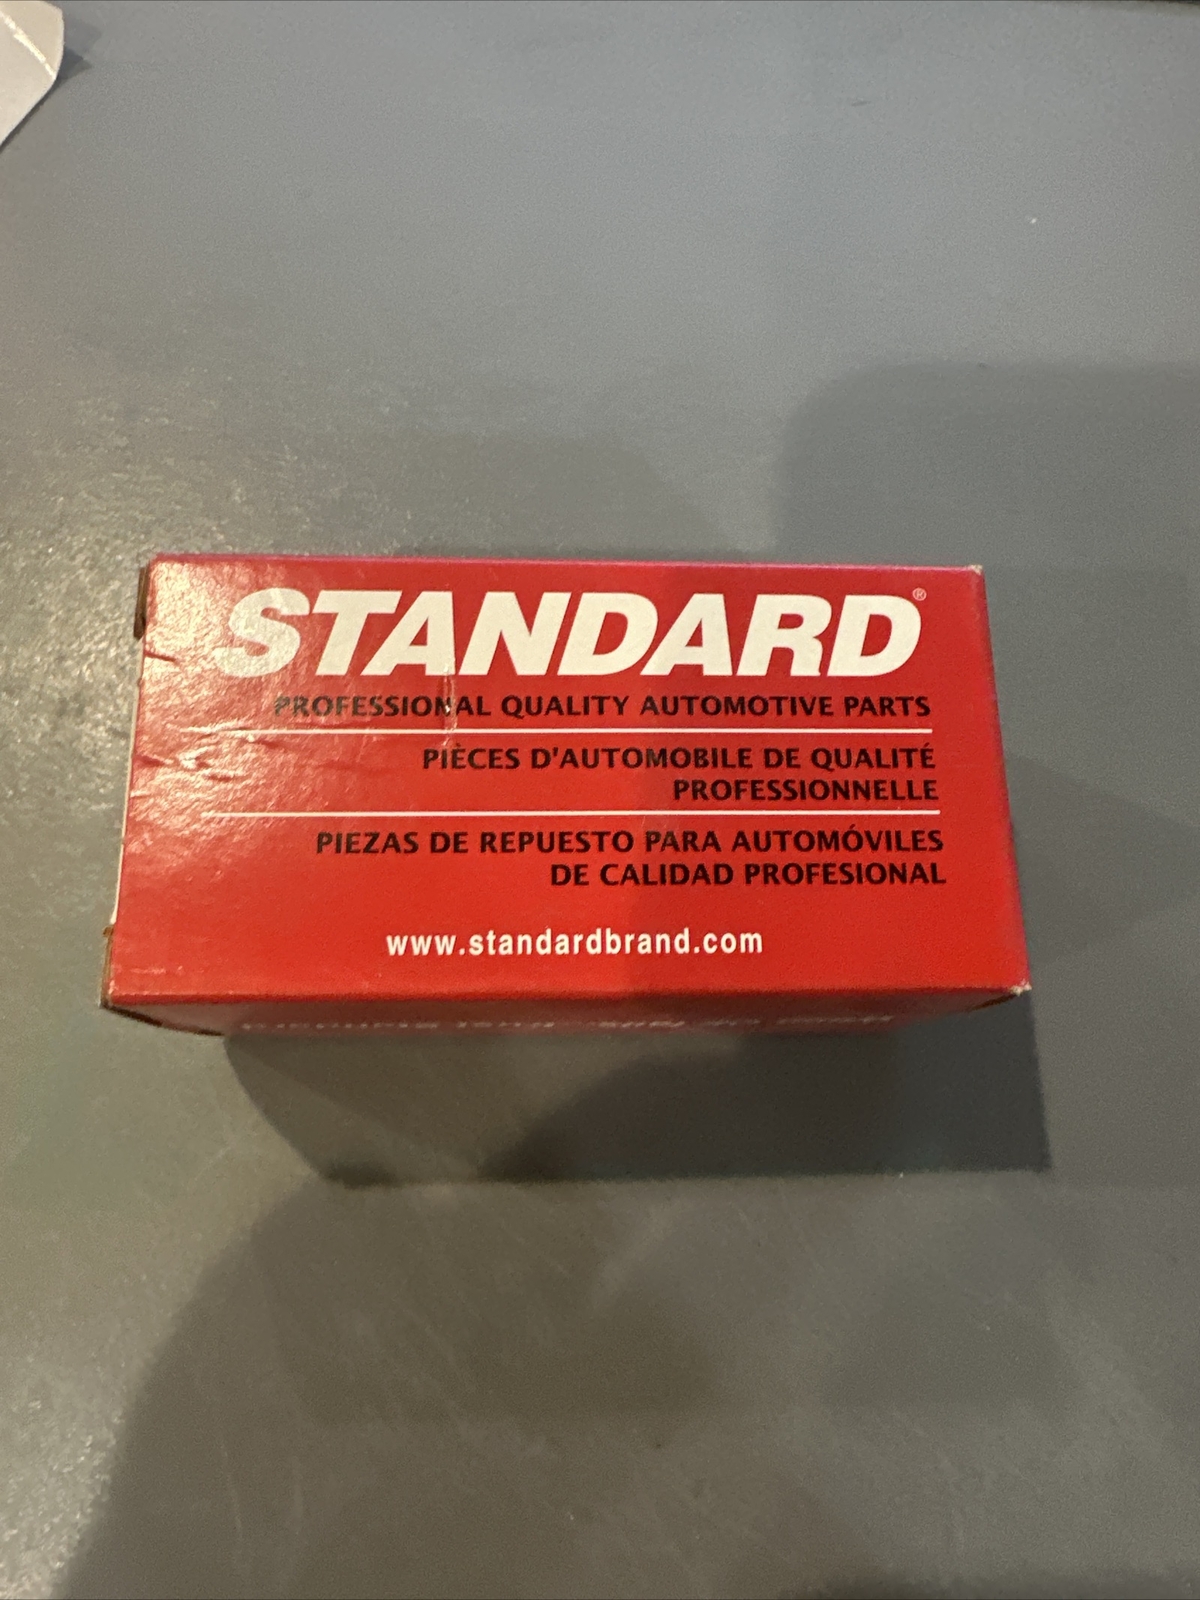 STANDARD®
PROFESSIONAL QUALITY AUTOMOTIVE PARTS
PIÈCES D'AUTOMOBILE DE QUALITÉ
PROFESSIONNELLE
PIEZAS DE REPUESTO PARA AUTOMÓVILES
DE CALIDAD PROFESIONAL
www.standardbrand.com